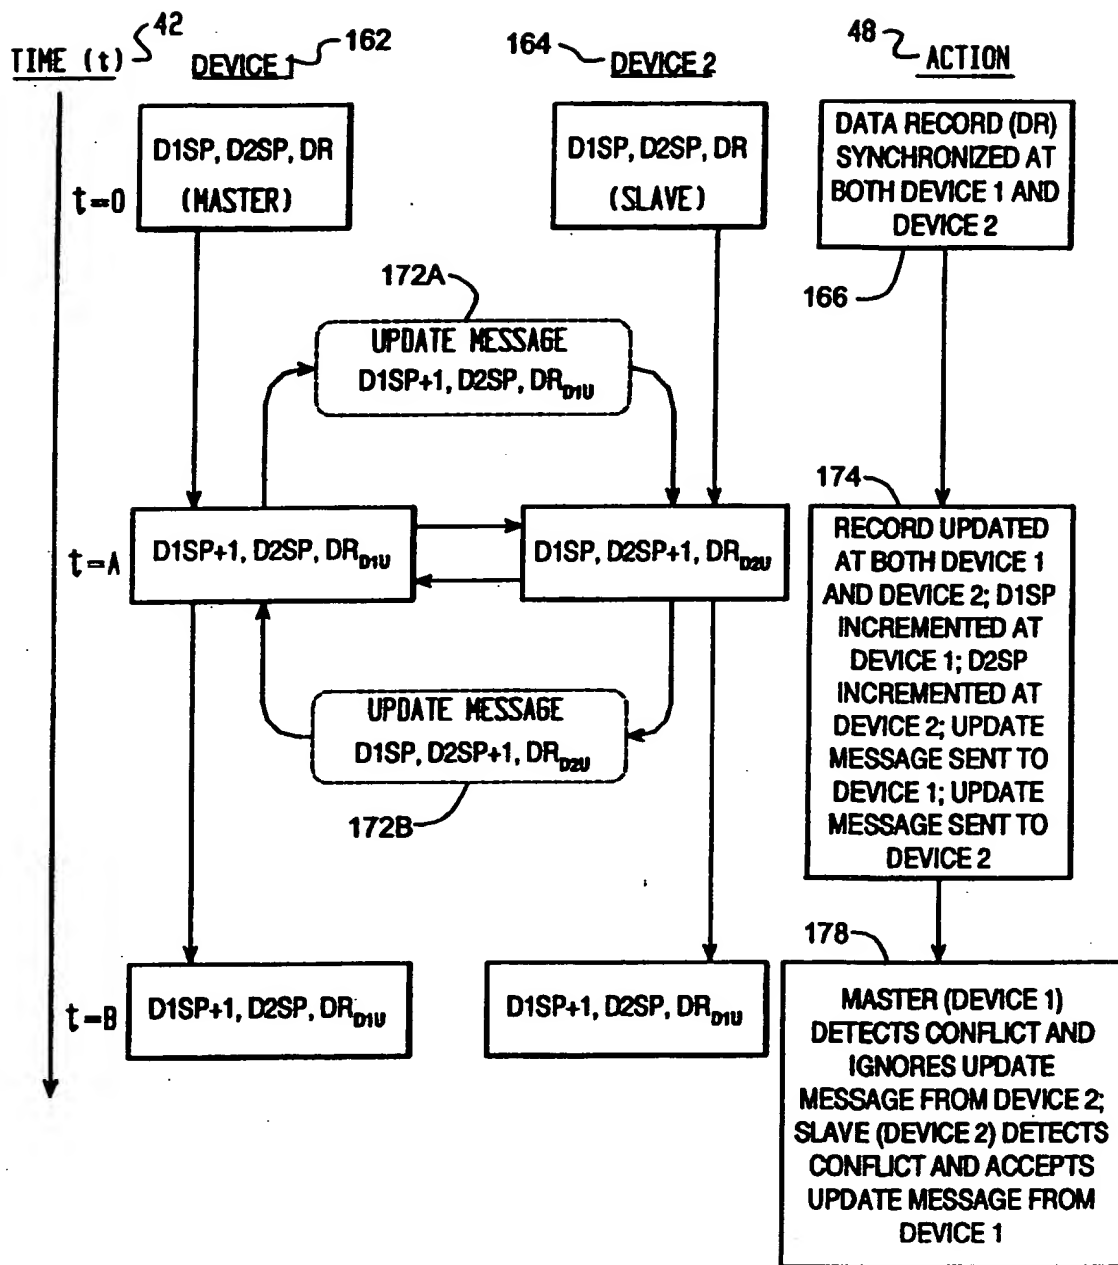 TIME (t) 42 DEVICE 1 162 164 DEVICE 2 48 ACTION
t=0
D1SP, D2SP, DR
(MASTER)
D1SP, D2SP, DR
(SLAVE)
DATA RECORD (DR)
SYNCHRONIZED AT
BOTH DEVICE 1 AND
DEVICE 2
166
172A
UPDATE MESSAGE
D1SP+1, D2SP, DRD1U
t=A
D1SP+1, D2SP, DRD1U
D1SP, D2SP+1, DRD2U
174
RECORD UPDATED
AT BOTH DEVICE 1
AND DEVICE 2; D1SP
INCREMENTED AT
DEVICE 1; D2SP
INCREMENTED AT
DEVICE 2; UPDATE
MESSAGE SENT TO
DEVICE 1; UPDATE
MESSAGE SENT TO
DEVICE 2
UPDATE MESSAGE
D1SP, D2SP+1, DRD2U
172B
t=B
D1SP+1, D2SP, DRD1U
D1SP+1, D2SP, DRD1U
178
MASTER (DEVICE 1)
DETECTS CONFLICT AND
IGNORES UPDATE
MESSAGE FROM DEVICE 2;
SLAVE (DEVICE 2) DETECTS
CONFLICT AND ACCEPTS
UPDATE MESSAGE FROM
DEVICE 1